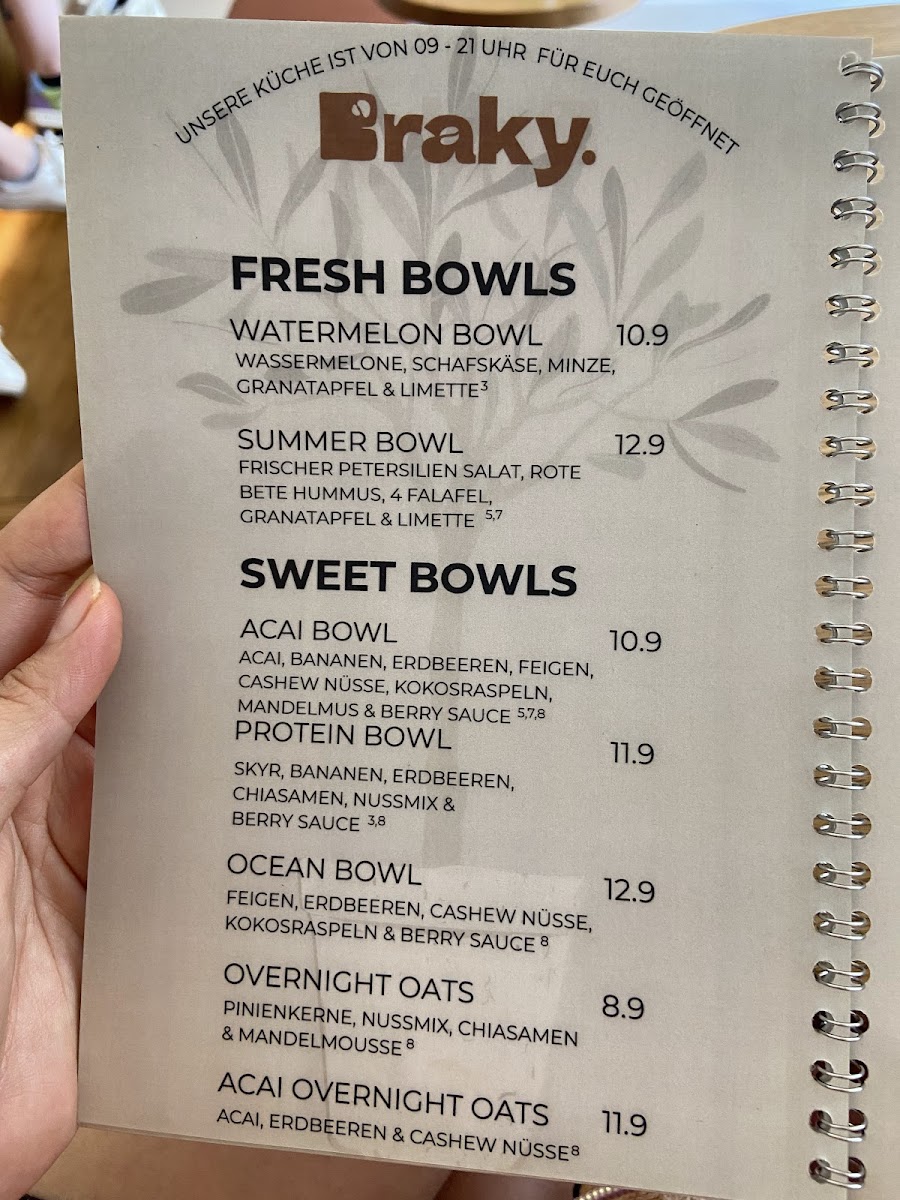 UNSERE KÜCHE IST VON 09 - 21 UHR FÜR EUCH GEÖFFNET
Braky.
FRESH BOWLS
WATERMELON BOWL 10.9
WASSERMELONE, SCHAFSKÄSE, MINZE,
GRANATAPFEL & LIMETTE³
SUMMER BOWL 12.9
FRISCHER PETERSILIEN SALAT, ROTE
BETE HUMMUS, 4 FALAFEL,
GRANATAPFEL & LIMETTE ⁵,⁷
SWEET BOWLS
ACAI BOWL 10.9
ACAI, BANANEN, ERDBEEREN, FEIGEN,
CASHEW NÜSSE, KOKOSRASPELN,
MANDELMUS & BERRY SAUCE ⁵,⁷,⁸
PROTEIN BOWL 11.9
SKYR, BANANEN, ERDBEEREN,
CHIASAMEN, NUSSMIX &
BERRY SAUCE ³,⁸
OCEAN BOWL 12.9
FEIGEN, ERDBEEREN, CASHEW NÜSSE,
KOKOSRASPELN & BERRY SAUCE ⁸
OVERNIGHT OATS 8.9
PINIENKERNE, NUSSMIX, CHIASAMEN
& MANDELMOUSSE ⁸
ACAI OVERNIGHT OATS 11.9
ACAI, ERDBEEREN & CASHEW NÜSSE⁸